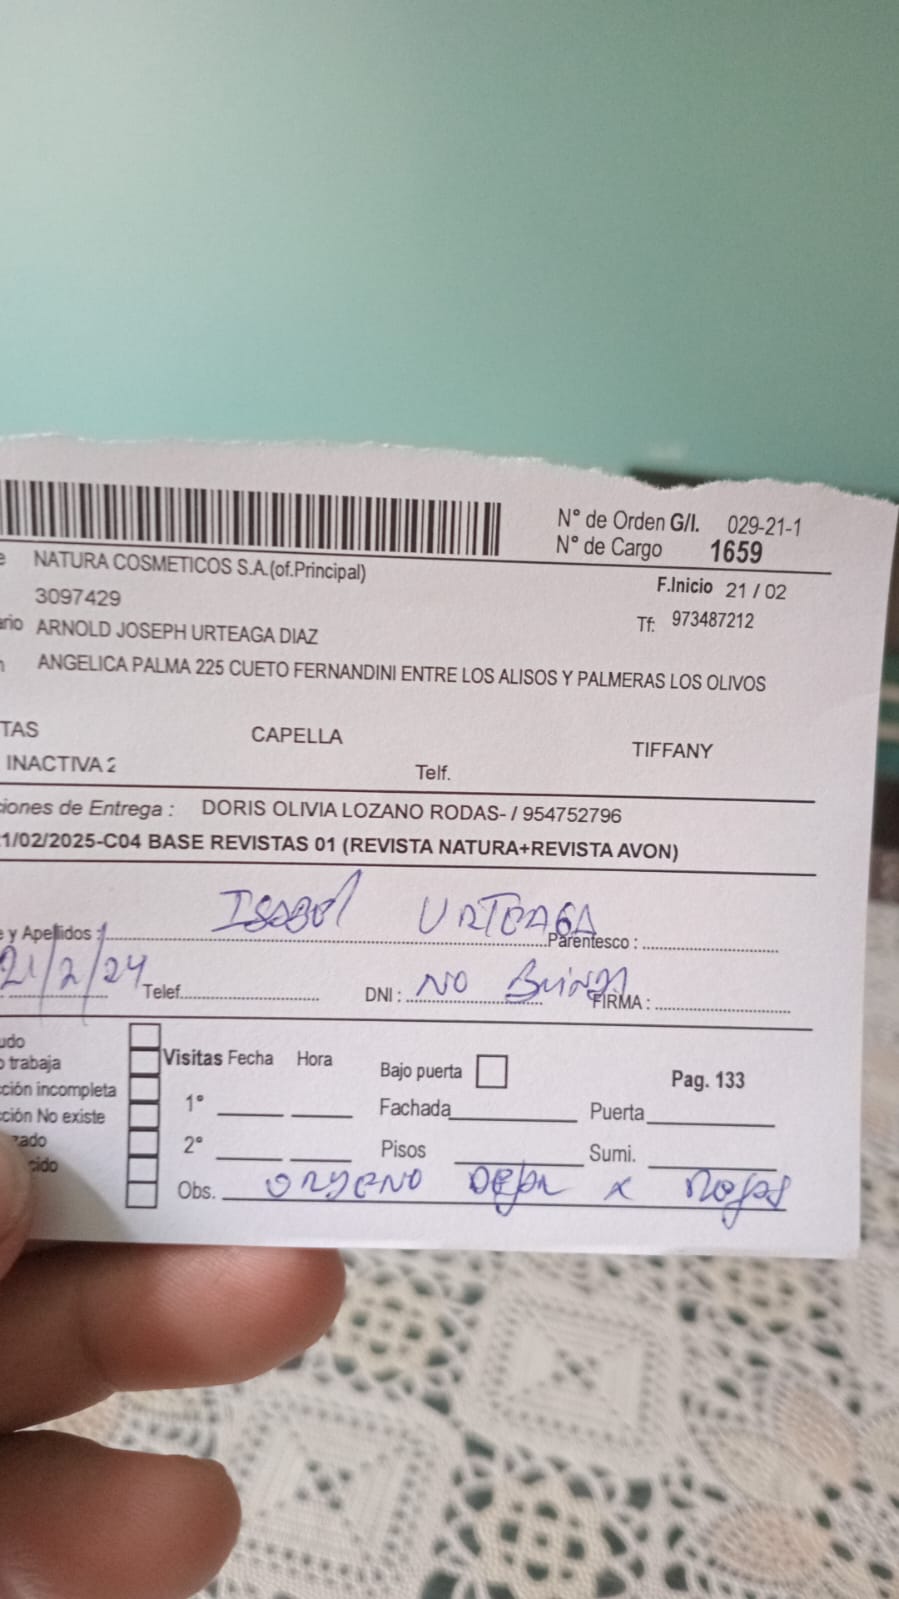 N° de Orden G/I. 029-21-1
N° de Cargo 1659
e NATURA COSMETICOS S.A.(of.Principal)
F.Inicio 21 / 02
3097429
Tf: 973487212
ario ARNOLD JOSEPH URTEAGA DIAZ
n ANGELICA PALMA 225 CUETO FERNANDINI ENTRE LOS ALISOS Y PALMERAS LOS OLIVOS
TAS CAPELLA TIFFANY
INACTIVA 2 Telf.
ciones de Entrega : DORIS OLIVIA LOZANO RODAS- / 954752796
1/02/2025-C04 BASE REVISTAS 01 (REVISTA NATURA+REVISTA AVON)
e y Apellidos : ISABEL URTEAGA Parentesco :
21/2/24 Telef. DNI : NO BRINDA FIRMA :
udo
o trabaja Visitas Fecha Hora Bajo puerta Pag. 133
ción incompleta 1° Fachada Puerta
ción No existe
zado 2° Pisos Sumi.
cido
Obs. DEJAR X